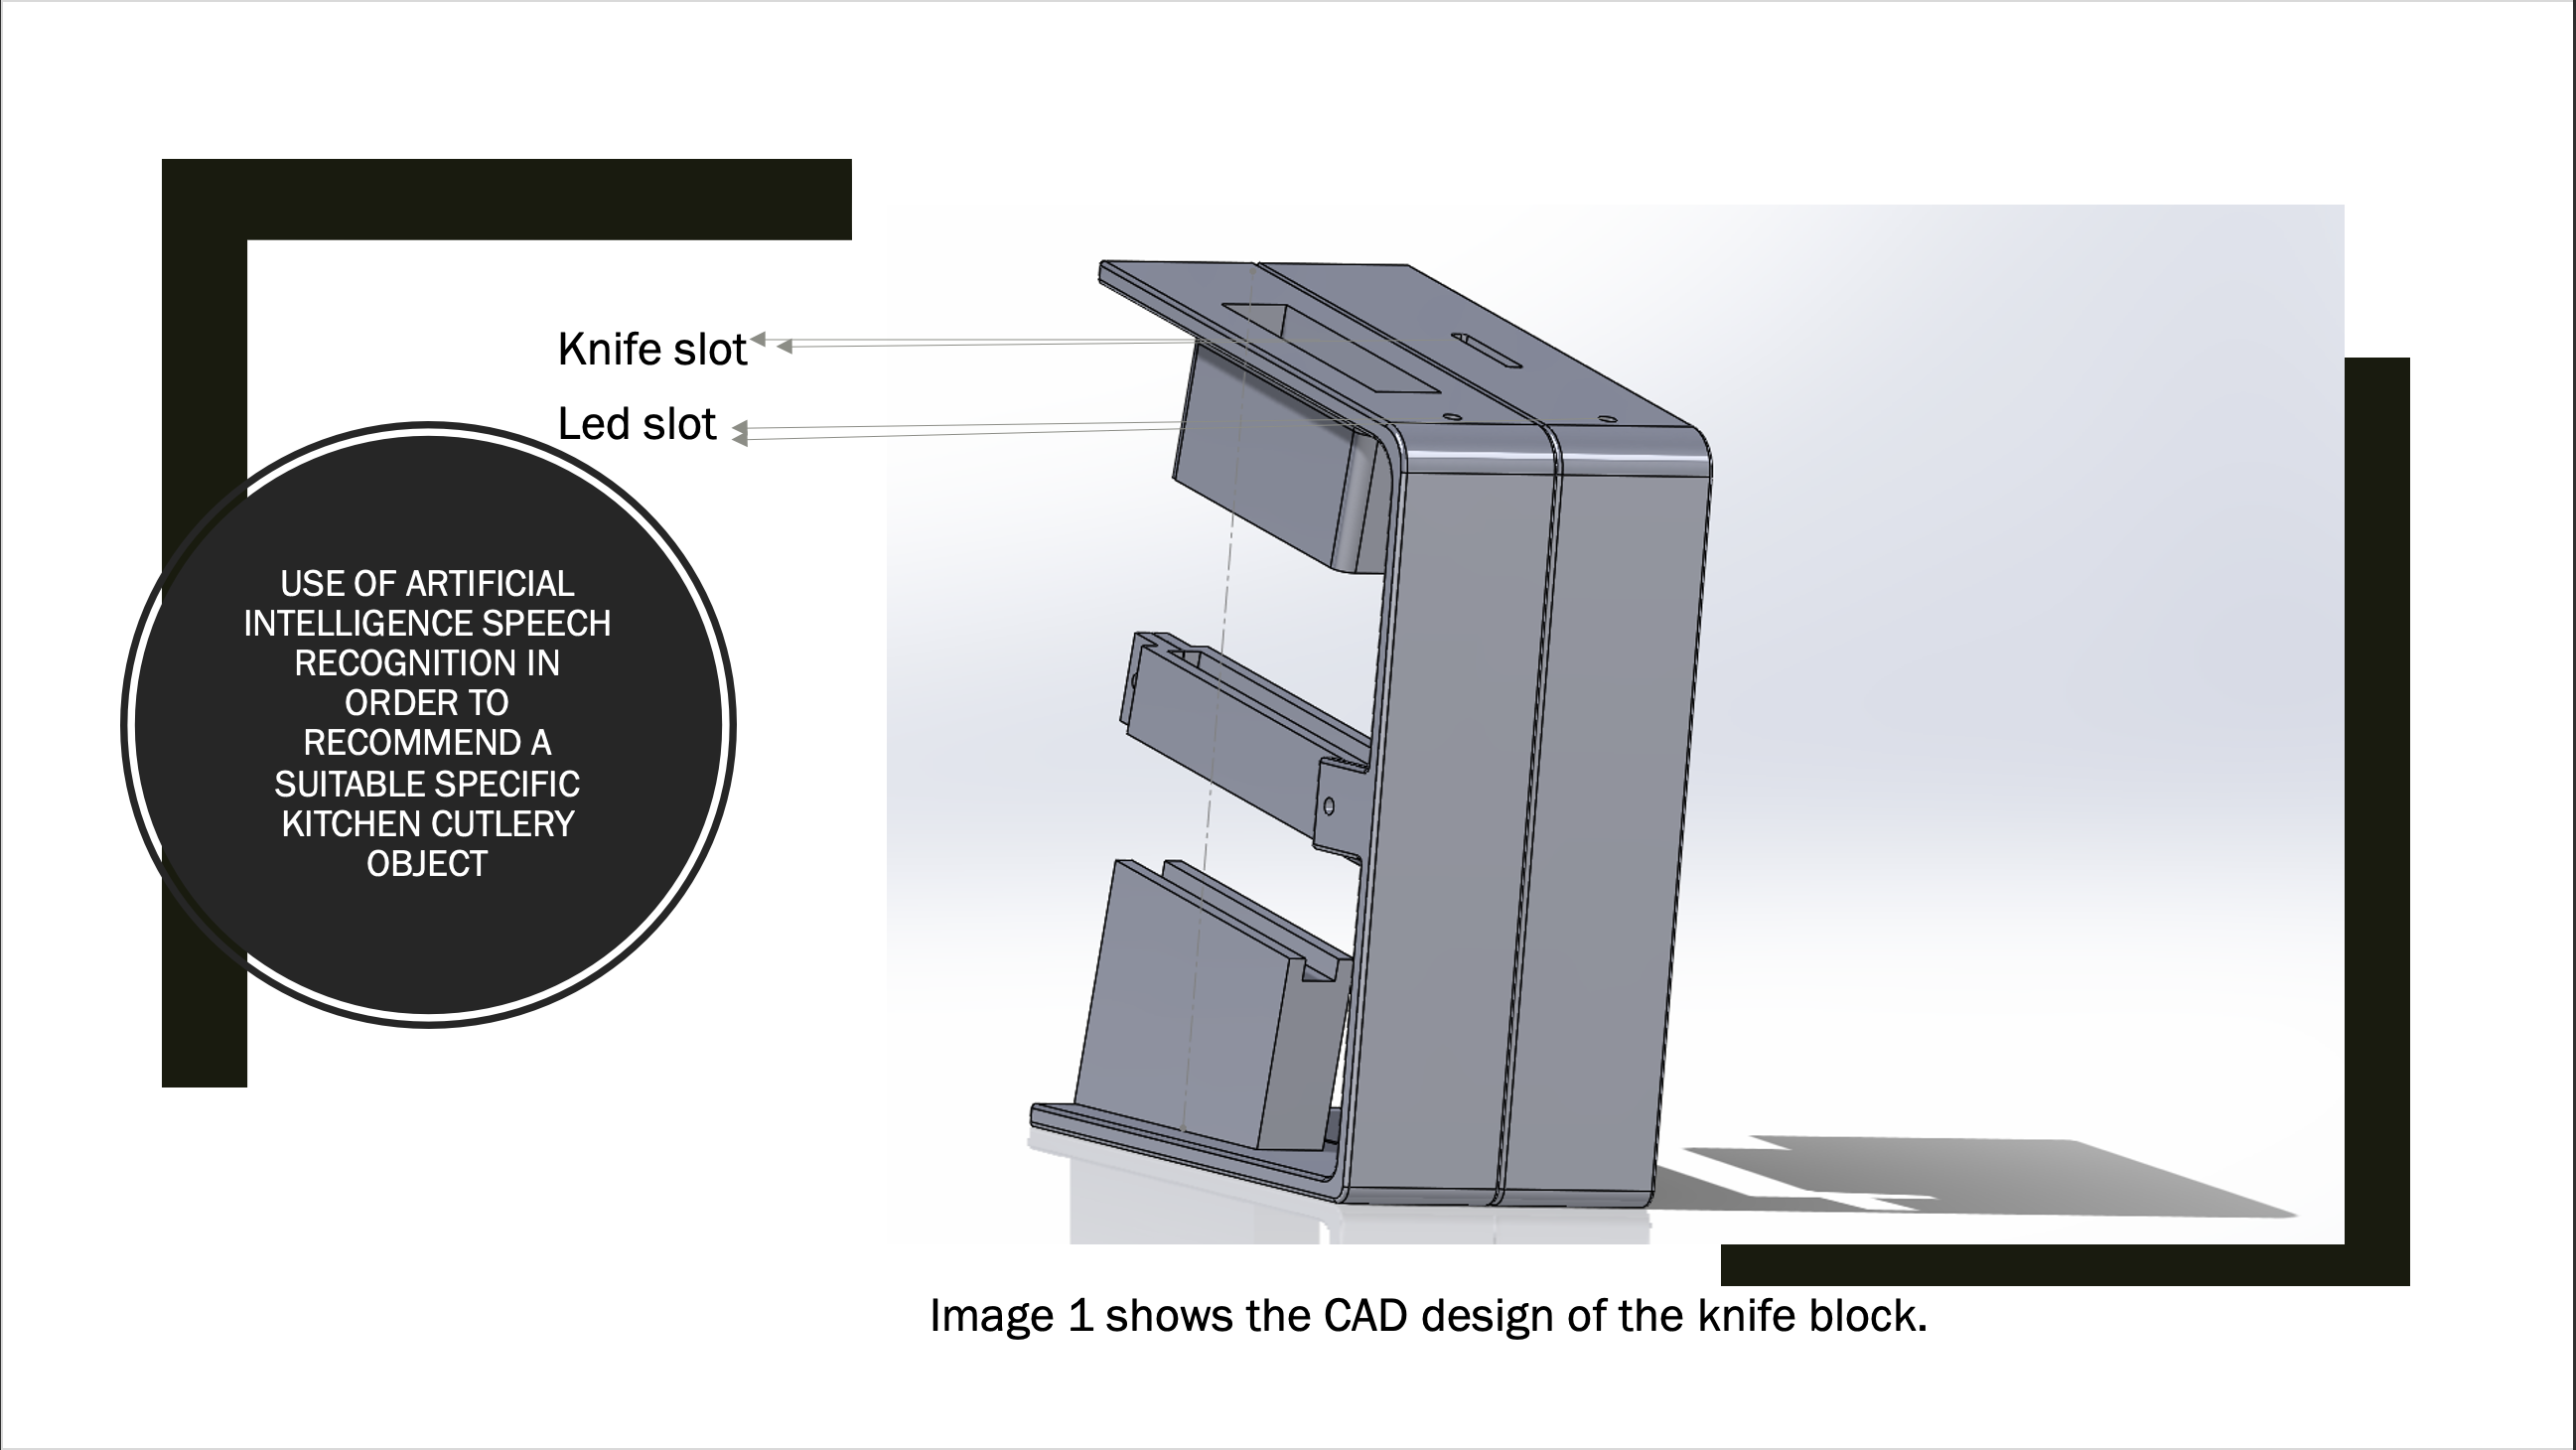 Knife slot
Led slot
USE OF ARTIFICIAL
INTELLIGENCE SPEECH
RECOGNITION IN
ORDER TO
RECOMMEND A
SUITABLE SPECIFIC
KITCHEN CUTLERY
OBJECT
Image 1 shows the CAD design of the knife block.